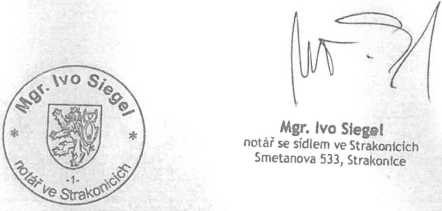 Mgr. Ivo Siegel
* *
-1-
notář ve Strakonicích
Mgr. Ivo Siegel
notář se sídlem ve Strakonicích
Smetanova 533, Strakonice